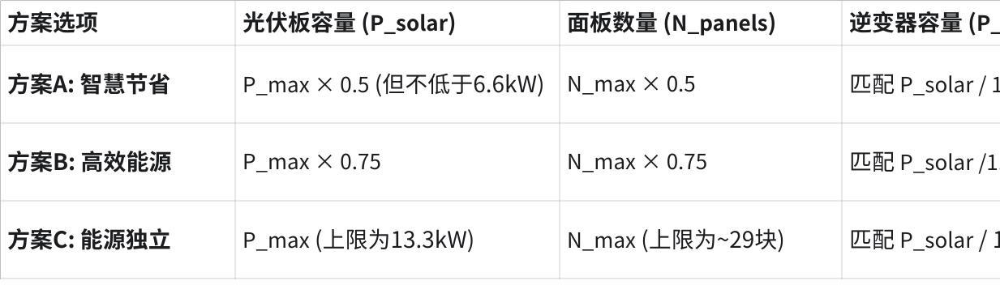 方案选项 光伏板容量 (P_solar) 面板数量 (N_panels) 逆变器容量 (P_
方案A: 智慧节省 P_max × 0.5 (但不低于6.6kW) N_max × 0.5 匹配 P_solar / 1
方案B: 高效能源 P_max × 0.75 N_max × 0.75 匹配 P_solar /1.
方案C: 能源独立 P_max (上限为13.3kW) N_max (上限为~29块) 匹配 P_solar / 1